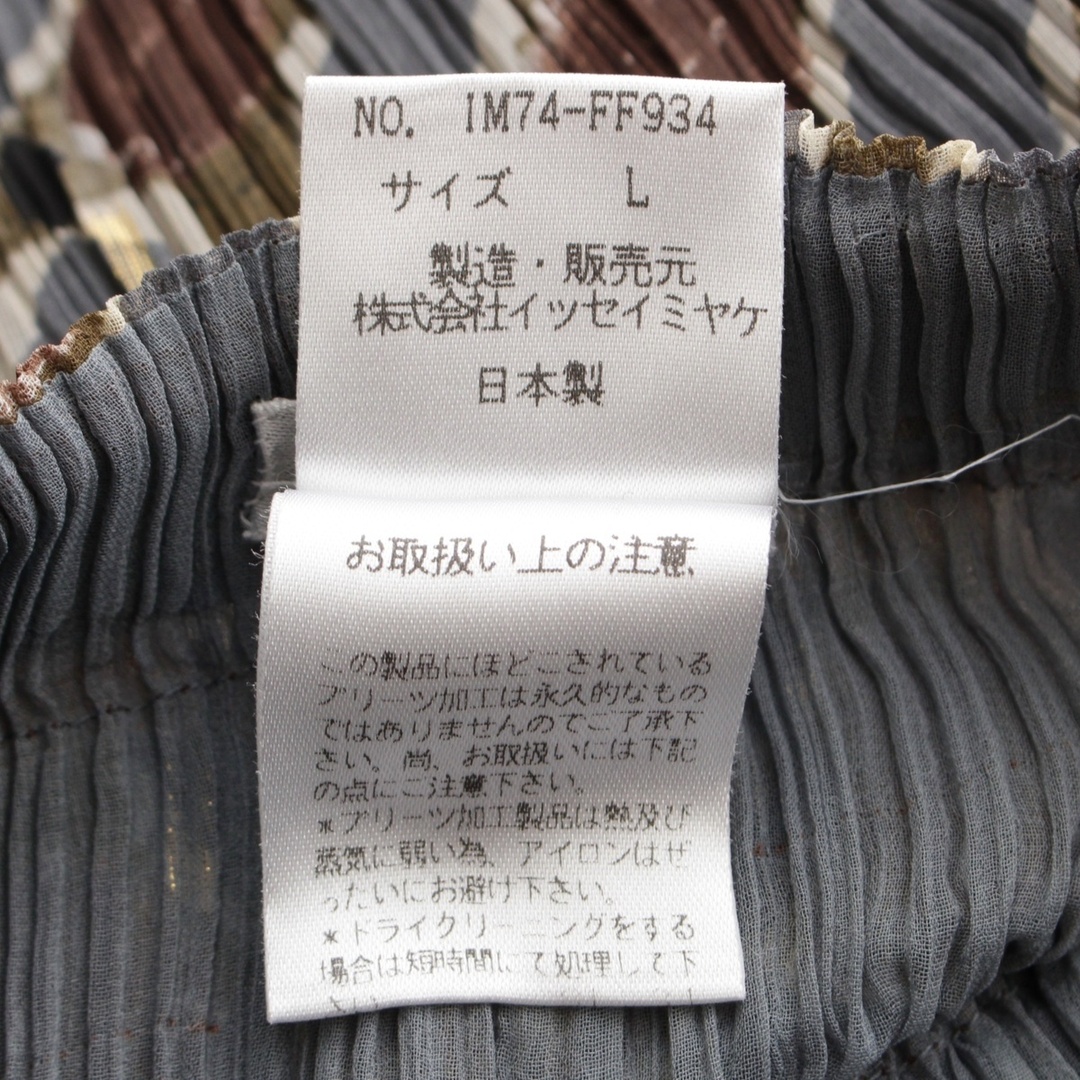 NO. IM74-FF934
サイズ L
製造・販売元
株式会社イッセイミヤケ
日本製
お取扱い上の注意
この製品にほどこされている
プリーツ加工は永久的なもの
ではありませんのでご了承下
さい。尚、お取扱いには下記
の点にご注意下さい。
*プリーツ加工製品は熱及び
蒸気に弱い為、アイロンはぜ
ったいにお避け下さい。
*ドライクリーニングをする
場合は短時間にて処理して下
さい。